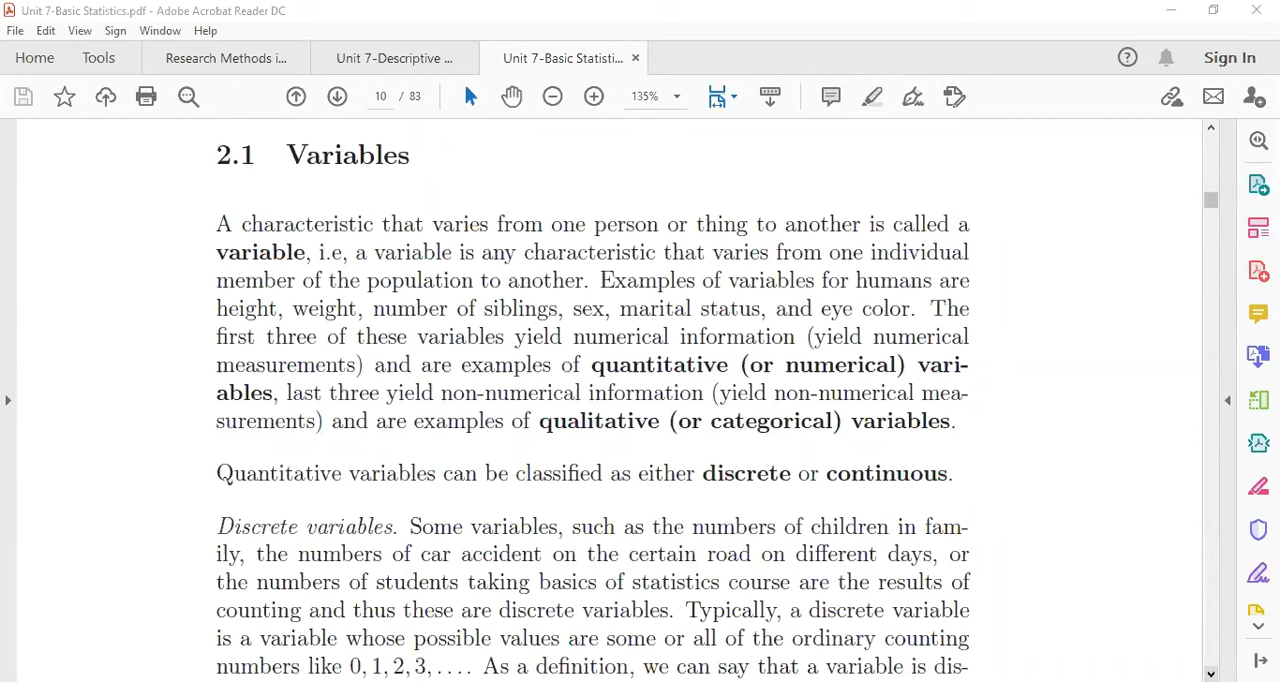 Unit 7-Basic Statistics.pdf - Adobe Acrobat Reader DC
File Edit View Sign Window Help
Home Tools Research Methods i... Unit 7-Descriptive ... Unit 7-Basic Statisti... × Sign In
10 / 83 135%
2.1 Variables
A characteristic that varies from one person or thing to another is called a
variable, i.e, a variable is any characteristic that varies from one individual
member of the population to another. Examples of variables for humans are
height, weight, number of siblings, sex, marital status, and eye color. The
first three of these variables yield numerical information (yield numerical
measurements) and are examples of quantitative (or numerical) vari-
ables, last three yield non-numerical information (yield non-numerical mea-
surements) and are examples of qualitative (or categorical) variables.
Quantitative variables can be classified as either discrete or continuous.
Discrete variables. Some variables, such as the numbers of children in fam-
ily, the numbers of car accident on the certain road on different days, or
the numbers of students taking basics of statistics course are the results of
counting and thus these are discrete variables. Typically, a discrete variable
is a variable whose possible values are some or all of the ordinary counting
numbers like 0, 1, 2, 3, . . . . As a definition, we can say that a variable is dis-